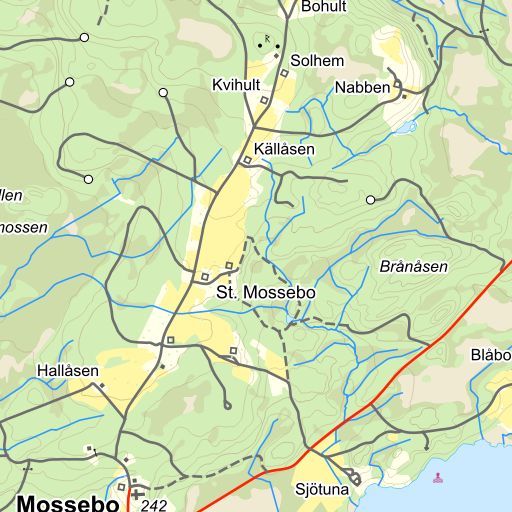 Bohult
Solhem
Kvihult
Nabben
Källåsen
llen
mossen
Brånåsen
St. Mossebo
Blåbo
Hallåsen
Sjötuna
Mossebo
242